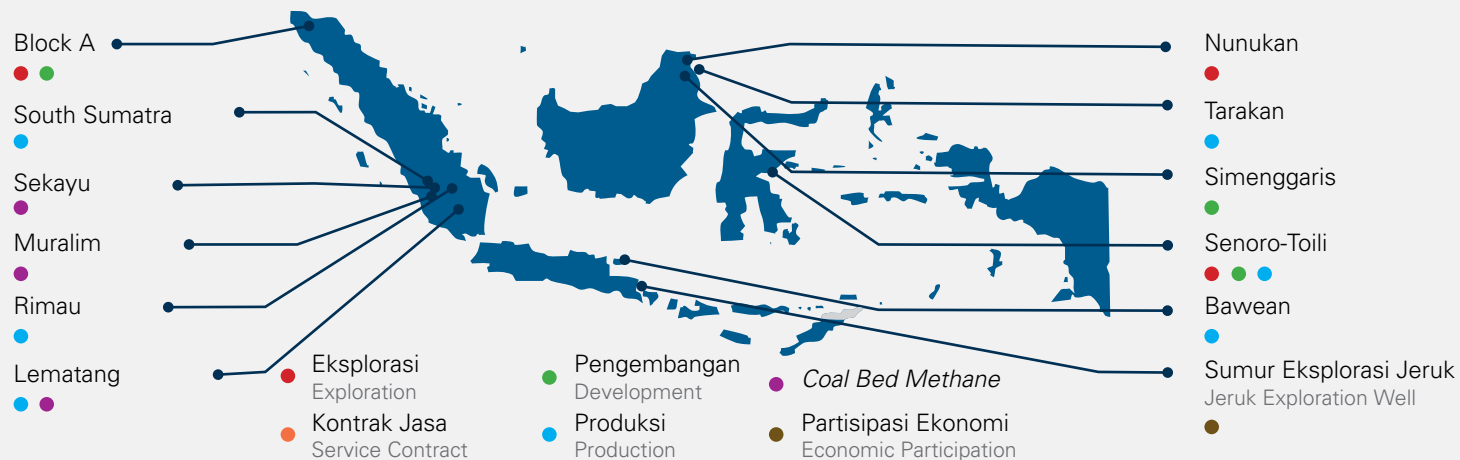 Block A
South Sumatra
Sekayu
Muralim
Rimau
Lematang
Nunukan
Tarakan
Simenggaris
Senoro-Toili
Bawean
Sumur Eksplorasi Jeruk
Jeruk Exploration Well
Eksplorasi
Exploration
Kontrak Jasa
Service Contract
Pengembangan
Development
Produksi
Production
Coal Bed Methane
Partisipasi Ekonomi
Economic Participation